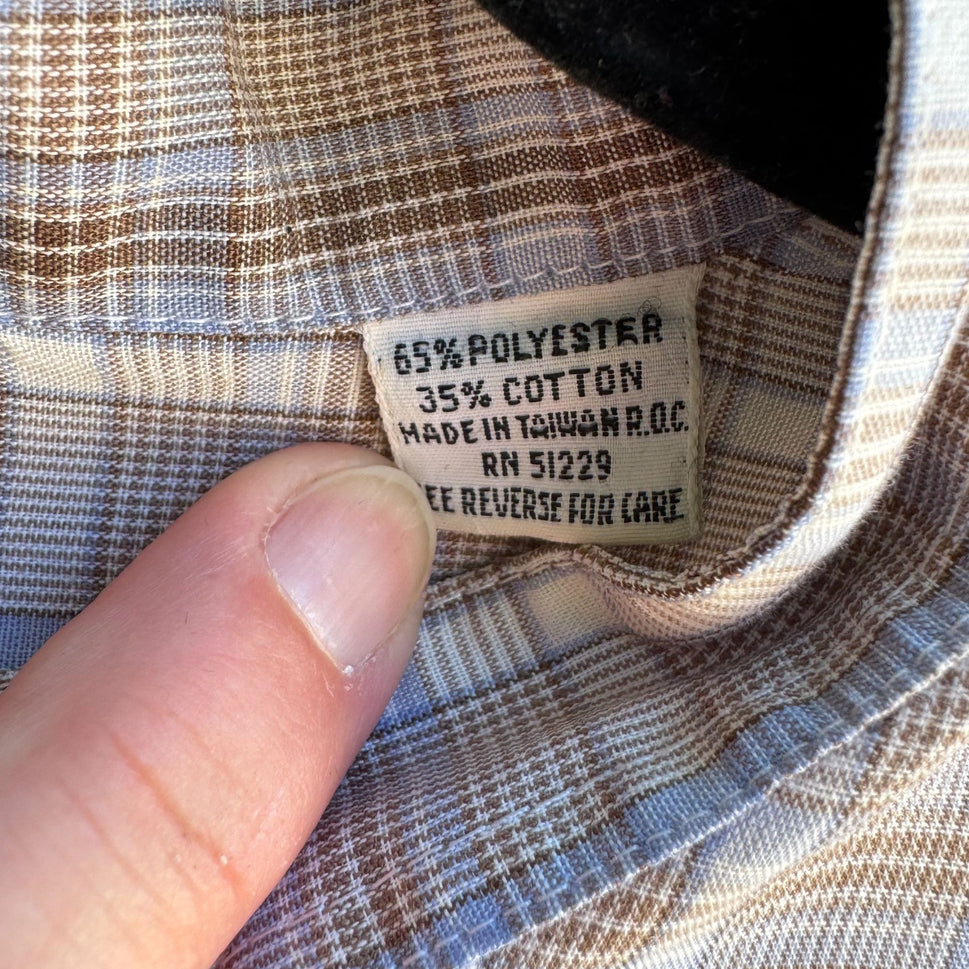 65% POLYESTER
35% COTTON
MADE IN TAIWAN R.O.C.
RN 51229
EE REVERSE FOR CARE